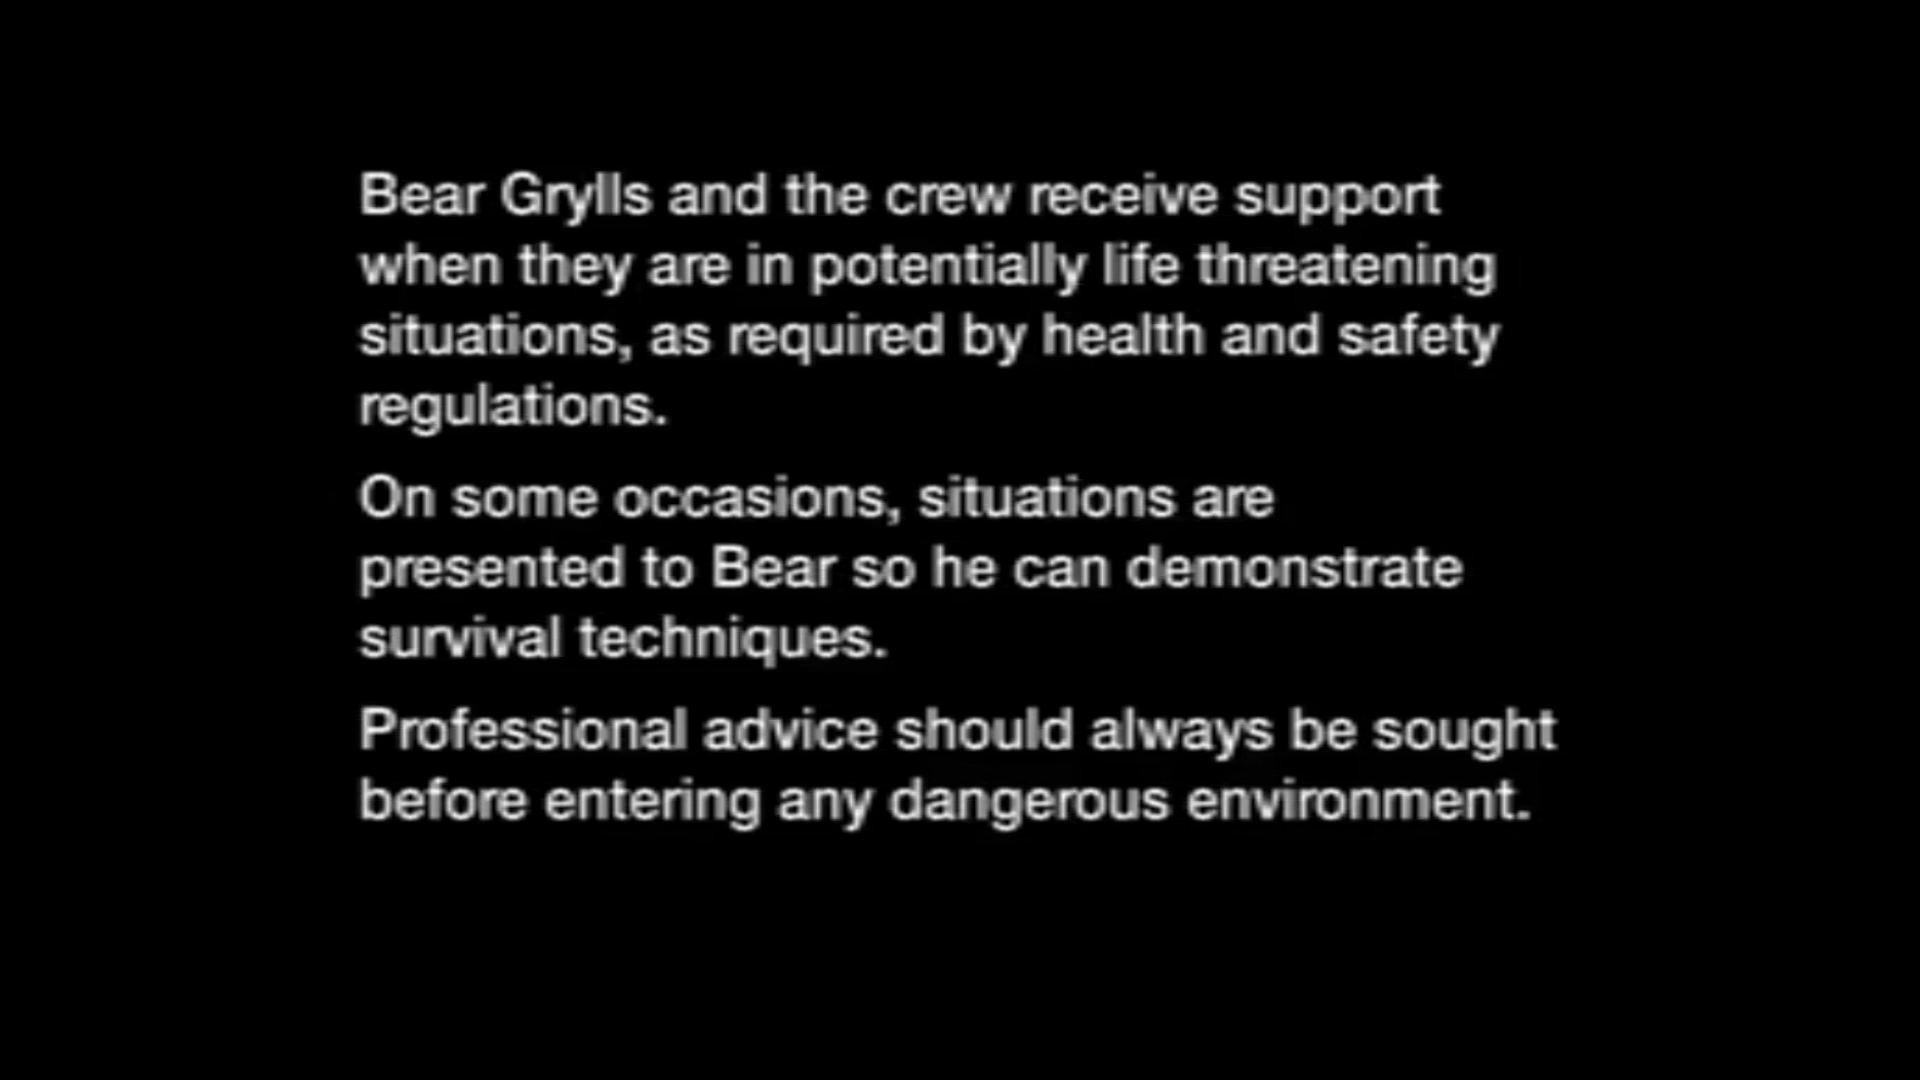 Bear Grylls and the crew receive support
when they are in potentially life threatening
situations, as required by health and safety
regulations.
On some occasions, situations are
presented to Bear so he can demonstrate
survival techniques.
Professional advice should always be sought
before entering any dangerous environment.